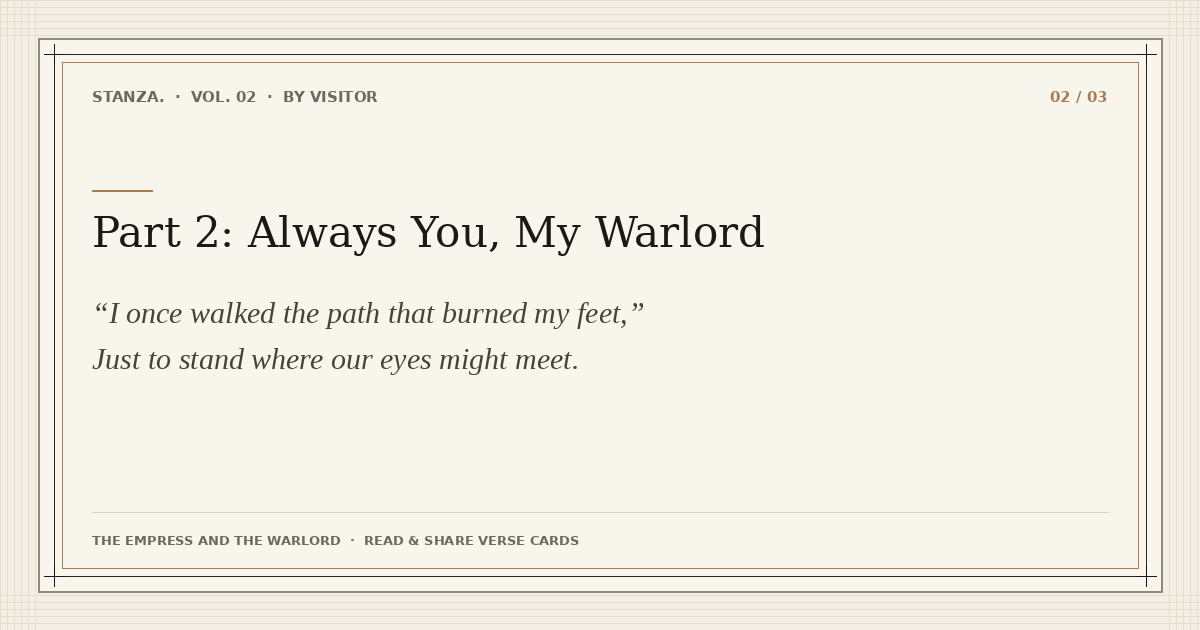 STANZA. · VOL. 02 · BY VISITOR
02 / 03
Part 2: Always You, My Warlord
“I once walked the path that burned my feet,”
Just to stand where our eyes might meet.
THE EMPRESS AND THE WARLORD · READ & SHARE VERSE CARDS